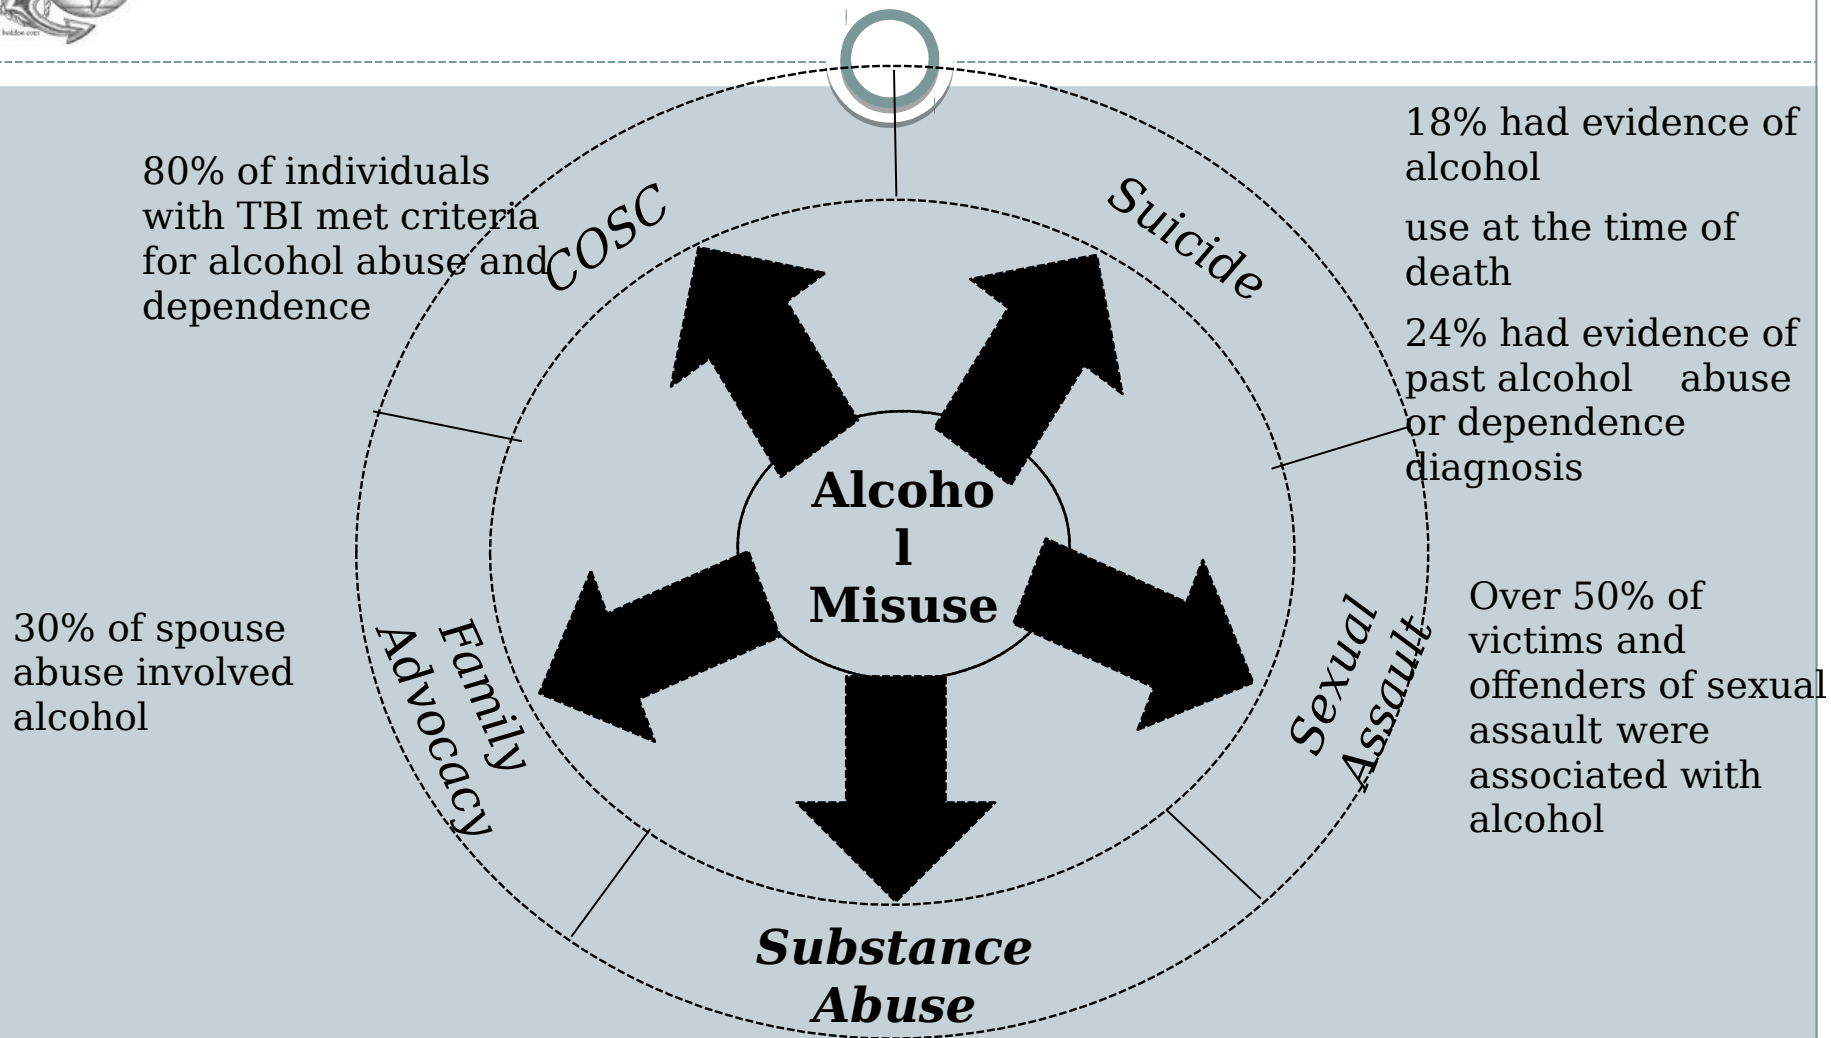 beddoe.com
80% of individuals
with TBI met criteria
for alcohol abuse and
dependence
COSC
Suicide
18% had evidence of
alcohol
use at the time of
death
24% had evidence of
past alcohol abuse
or dependence
diagnosis
Alcoho
l
Misuse
30% of spouse
abuse involved
alcohol
Family
Advocacy
Sexual
Assault
Over 50% of
victims and
offenders of sexual
assault were
associated with
alcohol
Substance
Abuse